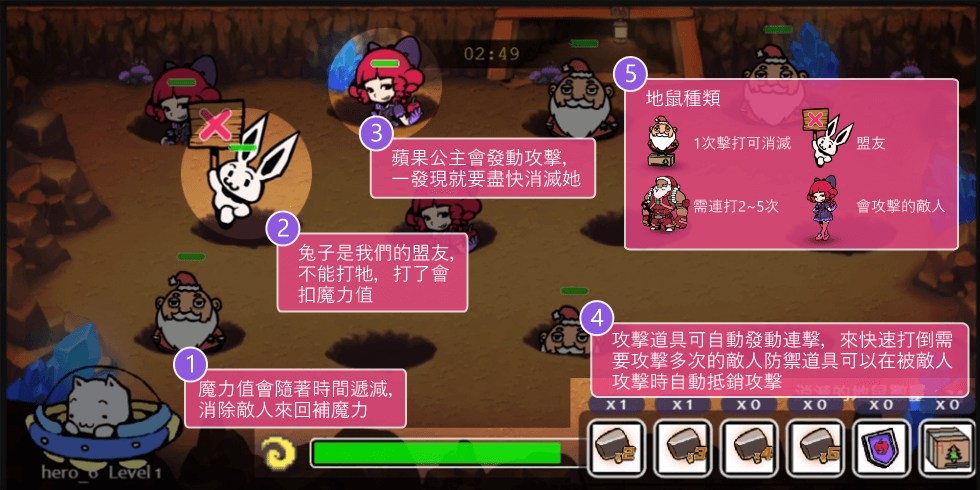 02:49
5
地鼠種類
1次擊打可消滅
盟友
需連打2~5次
會攻擊的敵人
3
蘋果公主會發動攻擊,
一發現就要盡快消滅她
2
兔子是我們的盟友,
不能打牠, 打了會
扣魔力值
4
攻擊道具可自動發動連擊, 來快速打倒需
要攻擊多次的敵人防禦道具可以在被敵人
攻擊時自動抵銷攻擊
1
魔力值會隨著時間遞減,
消除敵人來回補魔力
x1 x1 x0 x0 x0 x0
2 3 4 5
hero_6 Level 1